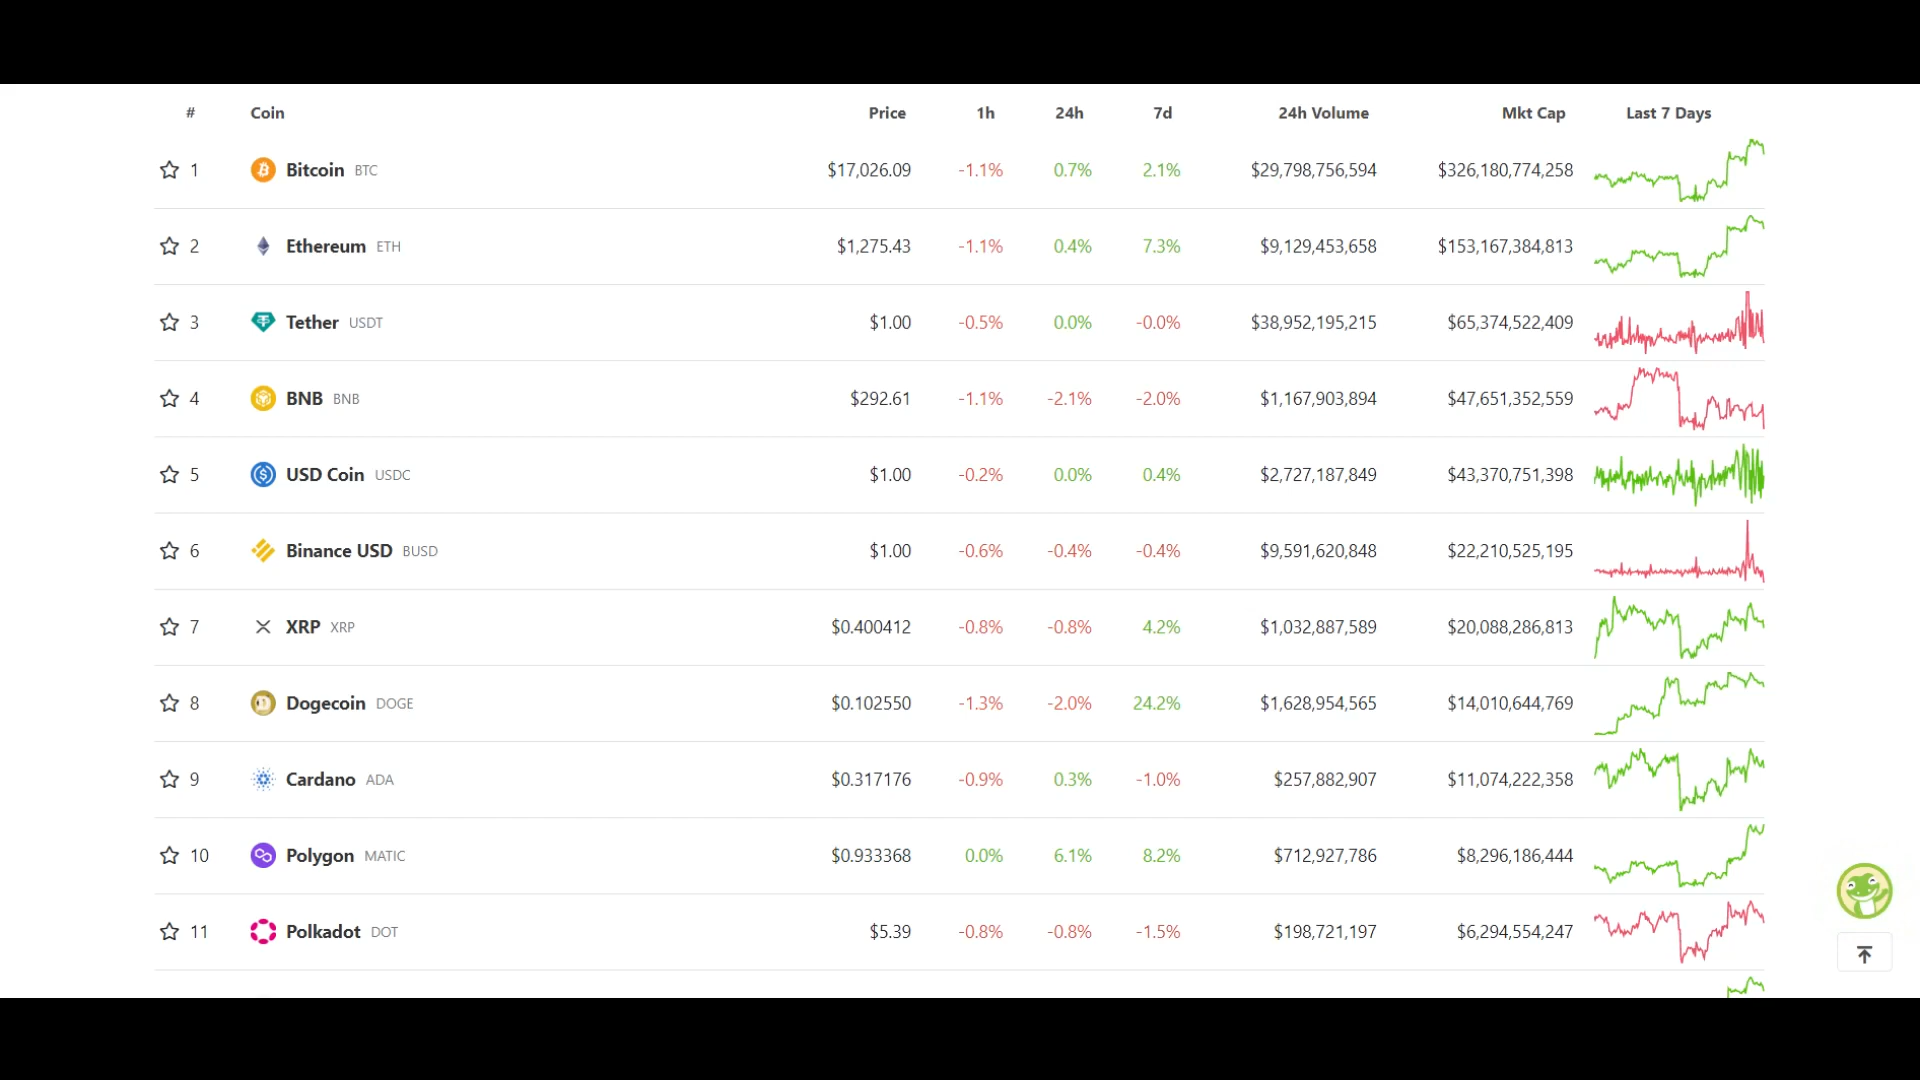 # Coin Price 1h 24h 7d 24h Volume Mkt Cap Last 7 Days
1 Bitcoin BTC $17,026.09 -1.1% 0.7% 2.1% $29,798,756,594 $326,180,774,258
2 Ethereum ETH $1,275.43 -1.1% 0.4% 7.3% $9,129,453,658 $153,167,384,813
3 Tether USDT $1.00 -0.5% 0.0% -0.0% $38,952,195,215 $65,374,522,409
4 BNB BNB $292.61 -1.1% -2.1% -2.0% $1,167,903,894 $47,651,352,559
5 USD Coin USDC $1.00 -0.2% 0.0% 0.4% $2,727,187,849 $43,370,751,398
6 Binance USD BUSD $1.00 -0.6% -0.4% -0.4% $9,591,620,848 $22,210,525,195
7 XRP XRP $0.400412 -0.8% -0.8% 4.2% $1,032,887,589 $20,088,286,813
8 Dogecoin DOGE $0.102550 -1.3% -2.0% 24.2% $1,628,954,565 $14,010,644,769
9 Cardano ADA $0.317176 -0.9% 0.3% -1.0% $257,882,907 $11,074,222,358
10 Polygon MATIC $0.933368 0.0% 6.1% 8.2% $712,927,786 $8,296,186,444
11 Polkadot DOT $5.39 -0.8% -0.8% -1.5% $198,721,197 $6,294,554,247